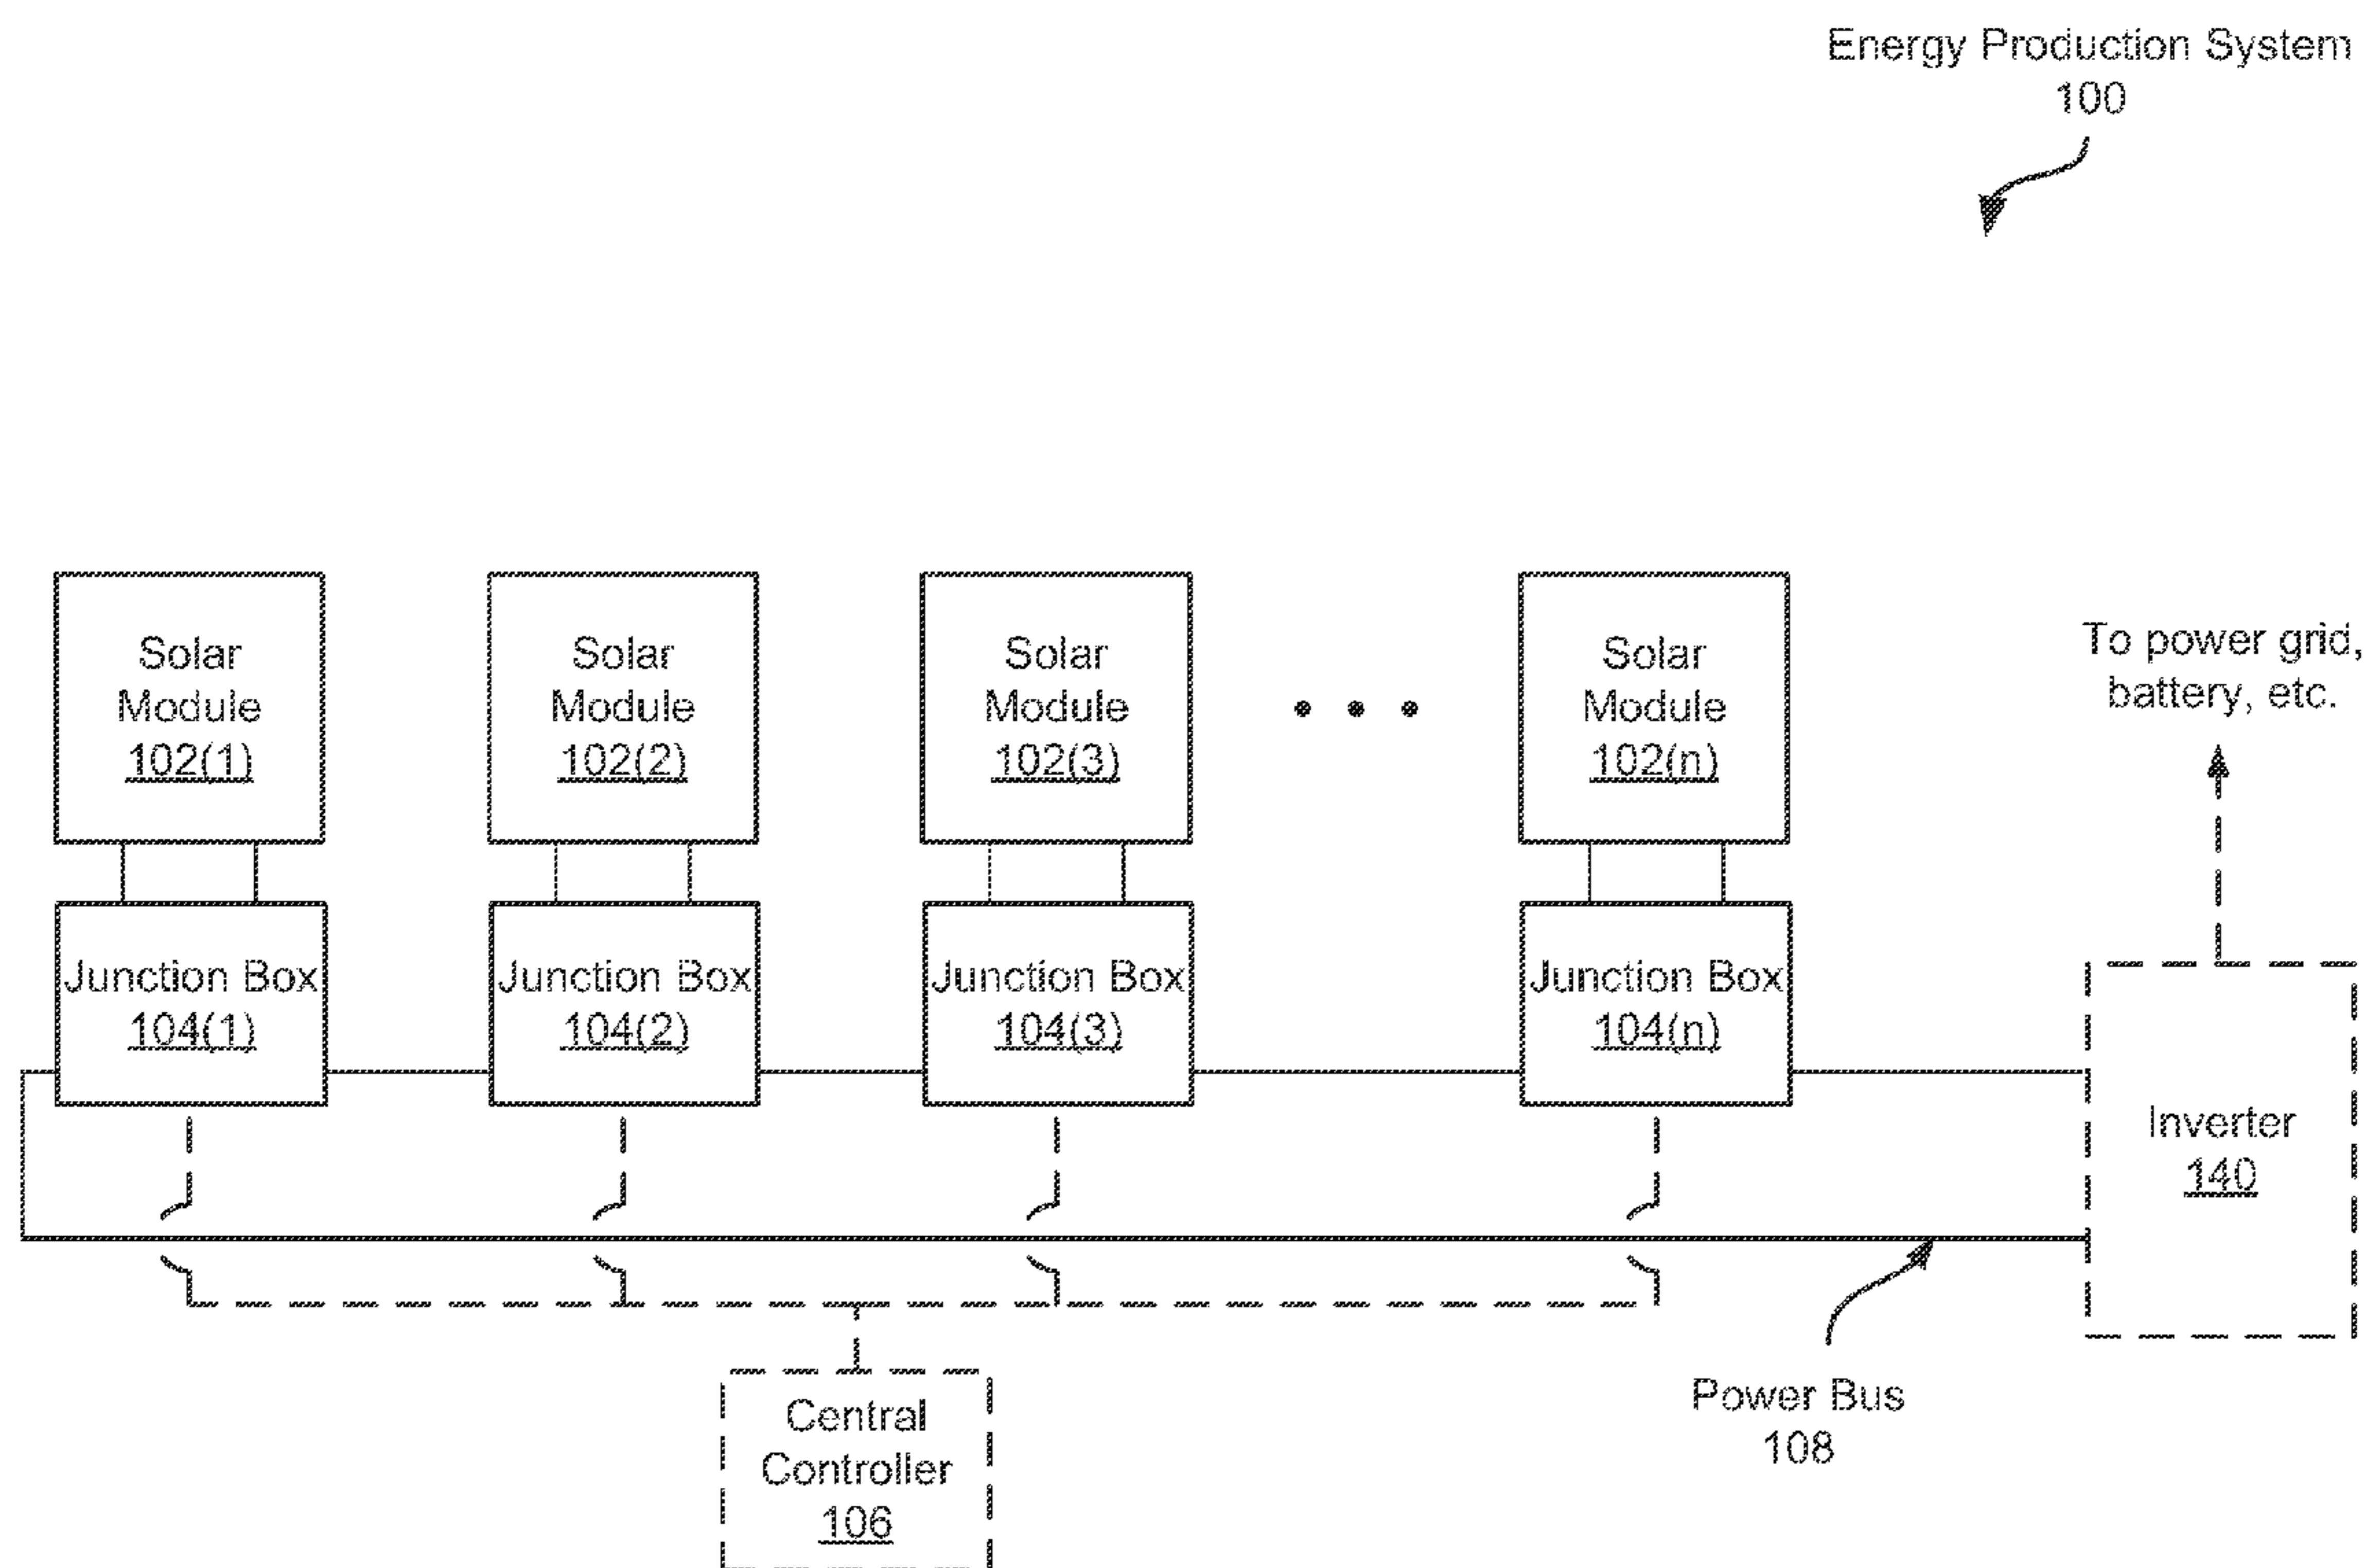 Energy Production System
100
Solar
Module
102(1)
Solar
Module
102(2)
Solar
Module
102(3)
Solar
Module
102(n)
To power grid,
battery, etc.
Junction Box
104(1)
Junction Box
104(2)
Junction Box
104(3)
Junction Box
104(n)
Inverter
140
Power Bus
108
Central
Controller
106